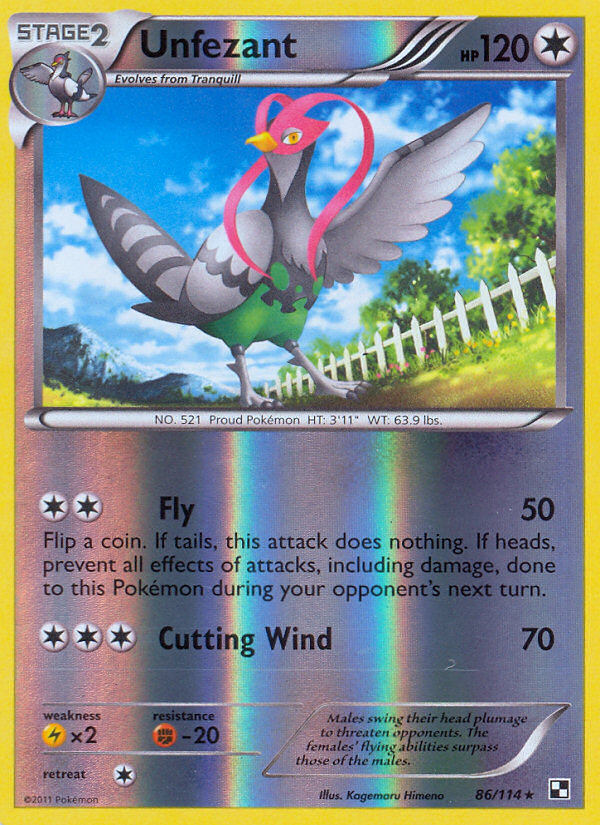 STAGE2
Unfezant
HP120
Evolves from Tranquill
NO. 521 Proud Pokémon HT: 3'11" WT: 63.9 lbs.
Fly 50
Flip a coin. If tails, this attack does nothing. If heads,
prevent all effects of attacks, including damage, done
to this Pokémon during your opponent's next turn.
Cutting Wind 70
weakness
×2
resistance
-20
retreat
Males swing their head plumage
to threaten opponents. The
females' flying abilities surpass
those of the males.
©2011 Pokémon
Illus. Kagemaru Himeno
86/114 ★